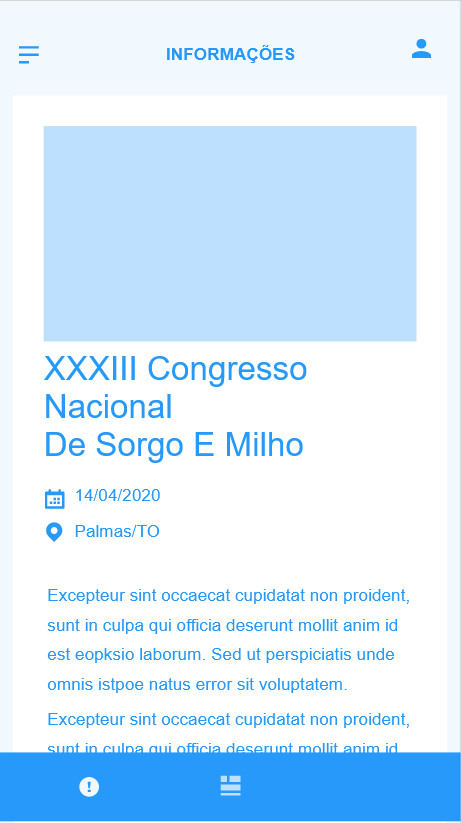 INFORMAÇÕES
XXXIII Congresso
Nacional
De Sorgo E Milho
14/04/2020
Palmas/TO
Excepteur sint occaecat cupidatat non proident,
sunt in culpa qui officia deserunt mollit anim id
est eopksio laborum. Sed ut perspiciatis unde
omnis istpoe natus error sit voluptatem.
Excepteur sint occaecat cupidatat non proident,
sunt in culpa qui officia deserunt mollit anim id